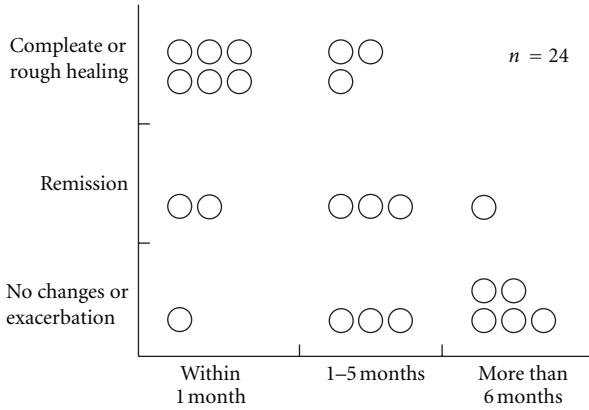 Compleate or
rough healing
n = 24
Remission
No changes or
exacerbation
Within
1 month
1–5 months
More than
6 months